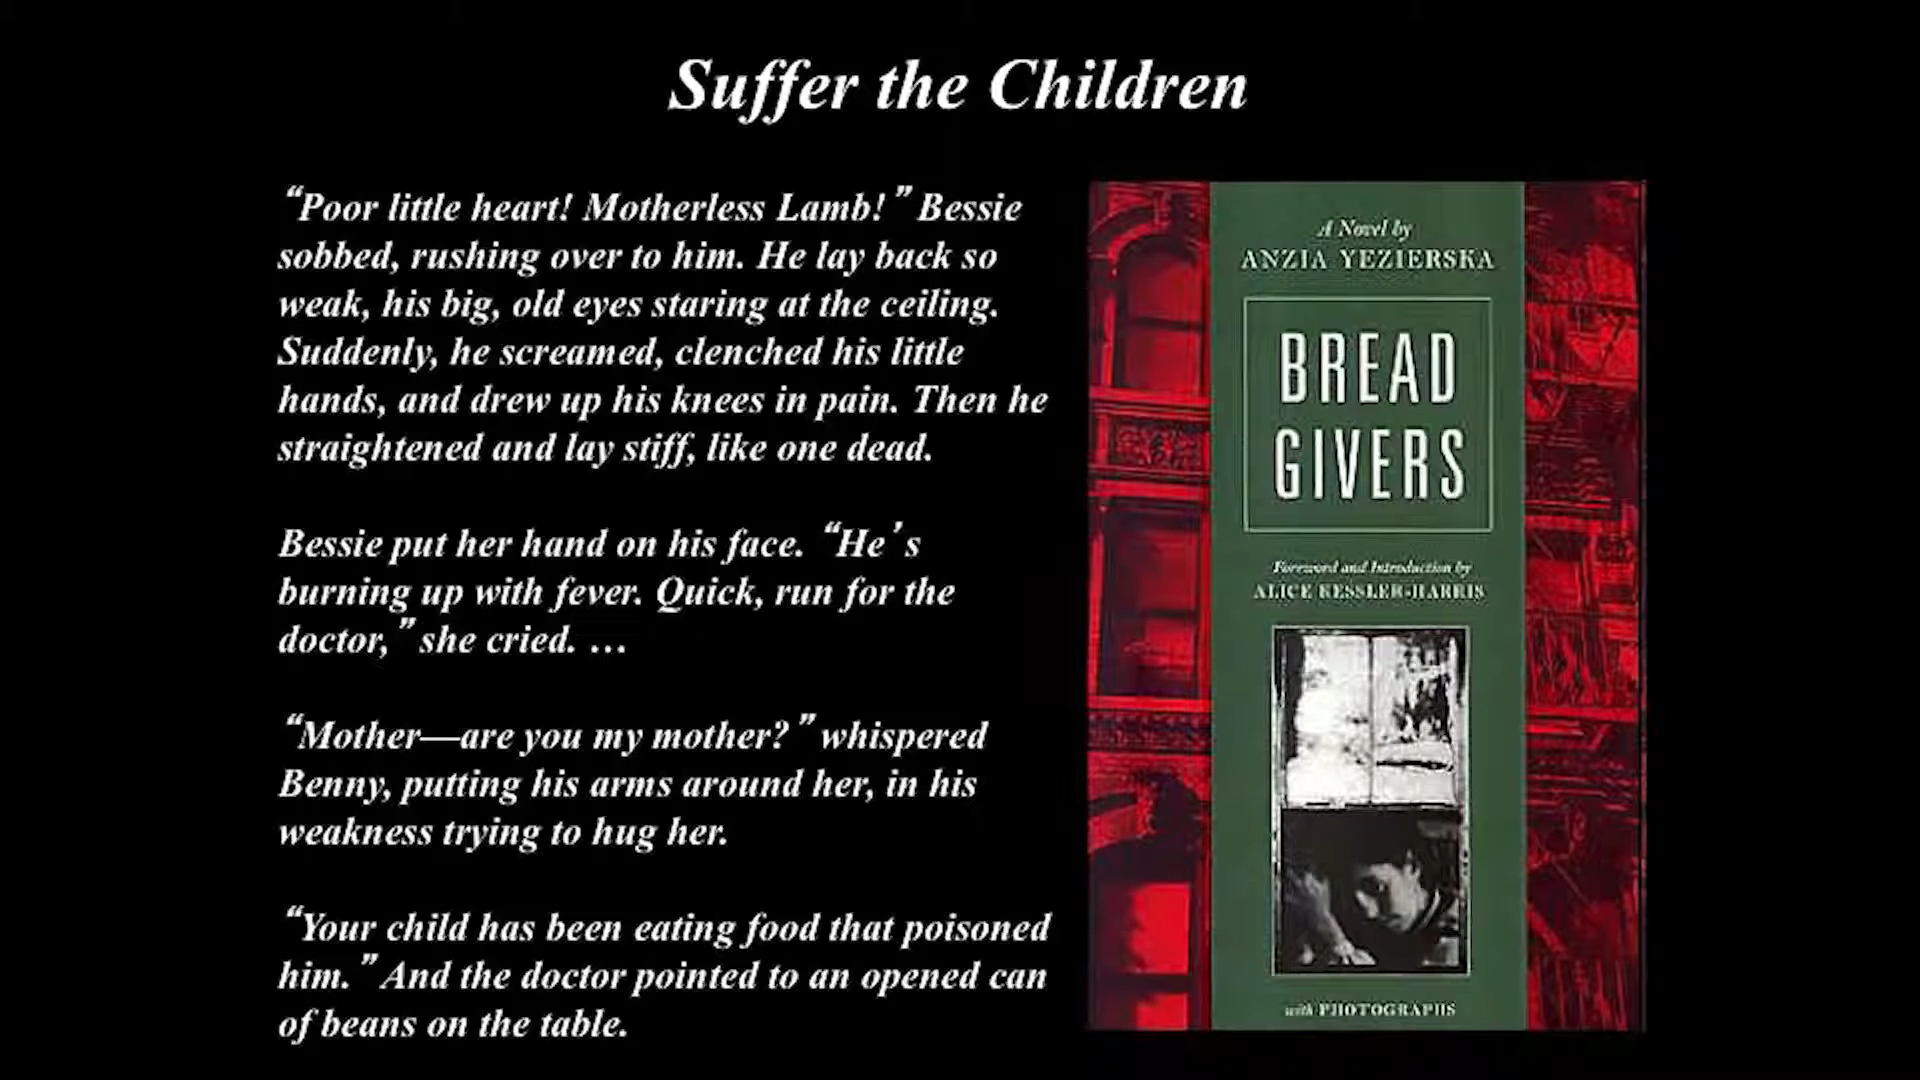 Suffer the Children
“Poor little heart! Motherless Lamb!” Bessie
sobbed, rushing over to him. He lay back so
weak, his big, old eyes staring at the ceiling.
Suddenly, he screamed, clenched his little
hands, and drew up his knees in pain. Then he
straightened and lay stiff, like one dead.
Bessie put her hand on his face. “He’s
burning up with fever. Quick, run for the
doctor,” she cried. …
“Mother—are you my mother?” whispered
Benny, putting his arms around her, in his
weakness trying to hug her.
“Your child has been eating food that poisoned
him.” And the doctor pointed to an opened can
of beans on the table.
A Novel by
ANZIA YEZIERSKA
BREAD
GIVERS
Foreword and Introduction by
ALICE KESSLER-HARRIS
with PHOTOGRAPHS